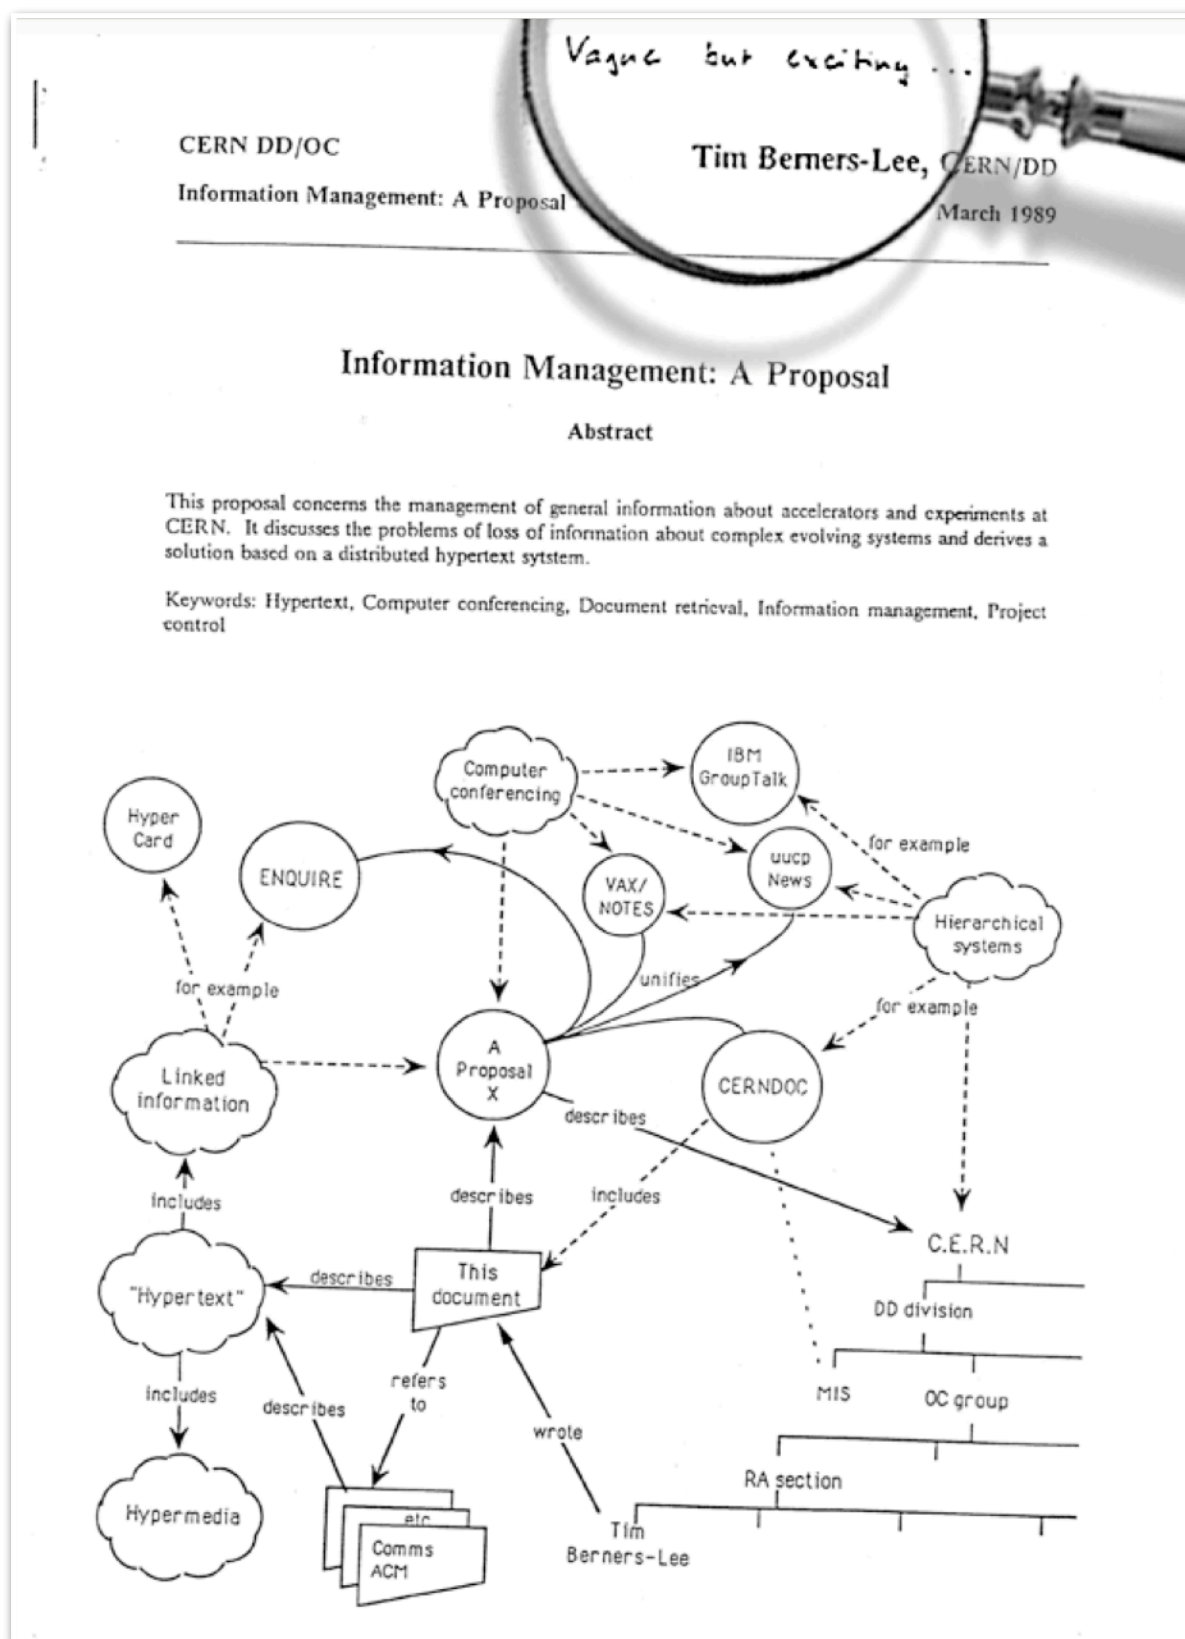 Vague but exciting ...
CERN DD/OC
Tim Berners-Lee, CERN/DD
Information Management: A Proposal
March 1989
Information Management: A Proposal
Abstract
This proposal concerns the management of general information about accelerators and experiments at
CERN. It discusses the problems of loss of information about complex evolving systems and derives a
solution based on a distributed hypertext sytstem.
Keywords: Hypertext, Computer conferencing, Document retrieval, Information management, Project
control
Computer
conferencing
IBM
GroupTalk
Hyper
Card
ENQUIRE
VAX/
NOTES
uucp
News
for example
Hierarchical
systems
for example
unifies
for example
A
Proposal
X
Linked
information
CERNDOC
describes
includes
describes
includes
C.E.R.N
"Hypertext"
describes
This
document
DD division
includes
describes
refers
to
wrote
MIS
OC group
RA section
Hypermedia
etc
Comms
ACM
Tim
Berners-Lee